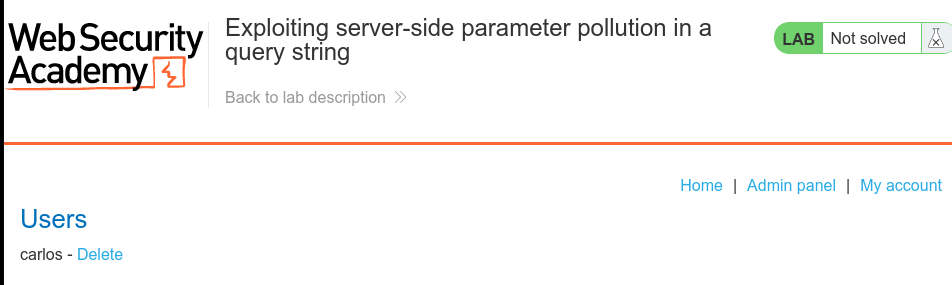 Web Security
Academy
Exploiting server-side parameter pollution in a
query string
LAB Not solved
Back to lab description
Home | Admin panel | My account
Users
carlos - Delete